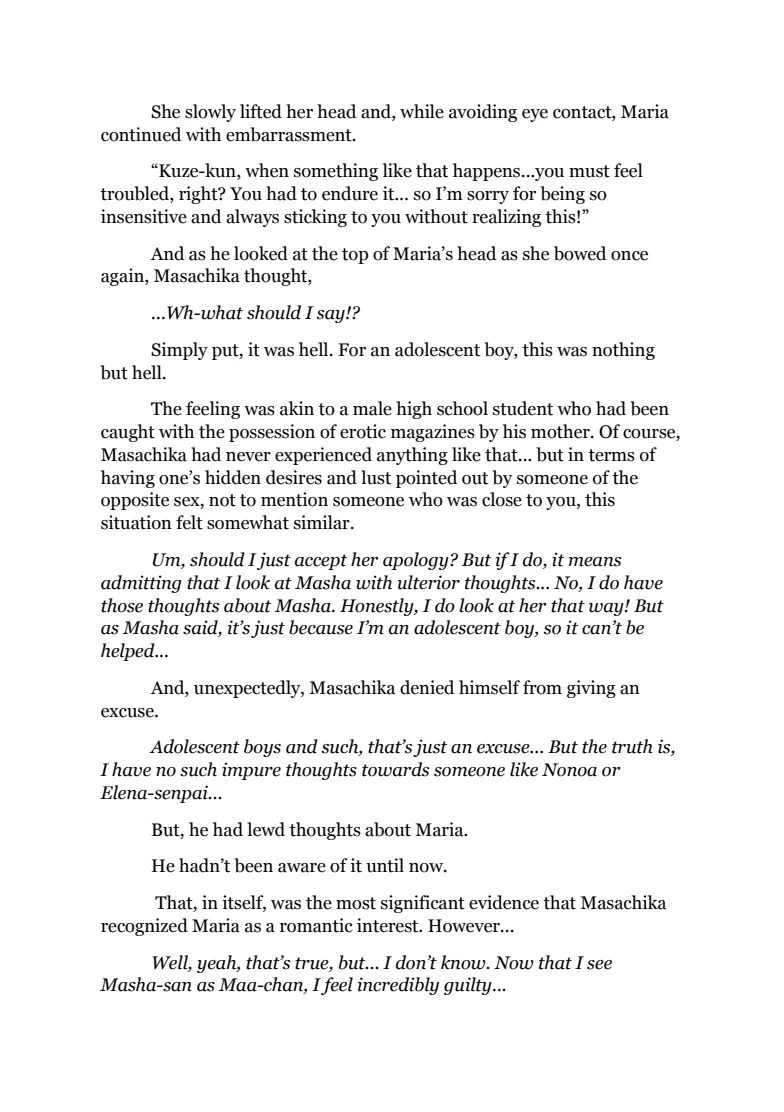 She slowly lifted her head and, while avoiding eye contact, Maria
continued with embarrassment.
“Kuze-kun, when something like that happens...you must feel
troubled, right? You had to endure it... so I’m sorry for being so
insensitive and always sticking to you without realizing this!”
And as he looked at the top of Maria’s head as she bowed once
again, Masachika thought,
...Wh-what should I say!?
Simply put, it was hell. For an adolescent boy, this was nothing
but hell.
The feeling was akin to a male high school student who had been
caught with the possession of erotic magazines by his mother. Of course,
Masachika had never experienced anything like that... but in terms of
having one’s hidden desires and lust pointed out by someone of the
opposite sex, not to mention someone who was close to you, this
situation felt somewhat similar.
Um, should I just accept her apology? But if I do, it means
admitting that I look at Masha with ulterior thoughts... No, I do have
those thoughts about Masha. Honestly, I do look at her that way! But
as Masha said, it’s just because I’m an adolescent boy, so it can’t be
helped...
And, unexpectedly, Masachika denied himself from giving an
excuse.
Adolescent boys and such, that’s just an excuse... But the truth is,
I have no such impure thoughts towards someone like Nonoa or
Elena-senpai...
But, he had lewd thoughts about Maria.
He hadn’t been aware of it until now.
That, in itself, was the most significant evidence that Masachika
recognized Maria as a romantic interest. However...
Well, yeah, that’s true, but... I don’t know. Now that I see
Masha-san as Maa-chan, I feel incredibly guilty...